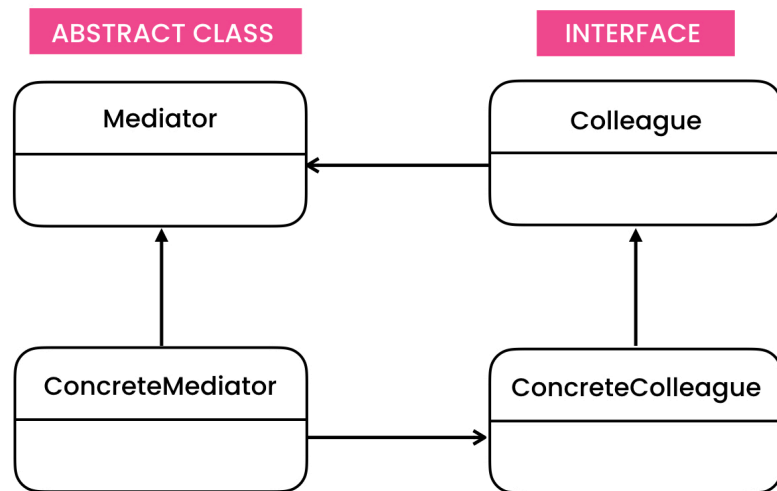 ABSTRACT CLASS
INTERFACE
Mediator
Colleague
ConcreteMediator
ConcreteColleague